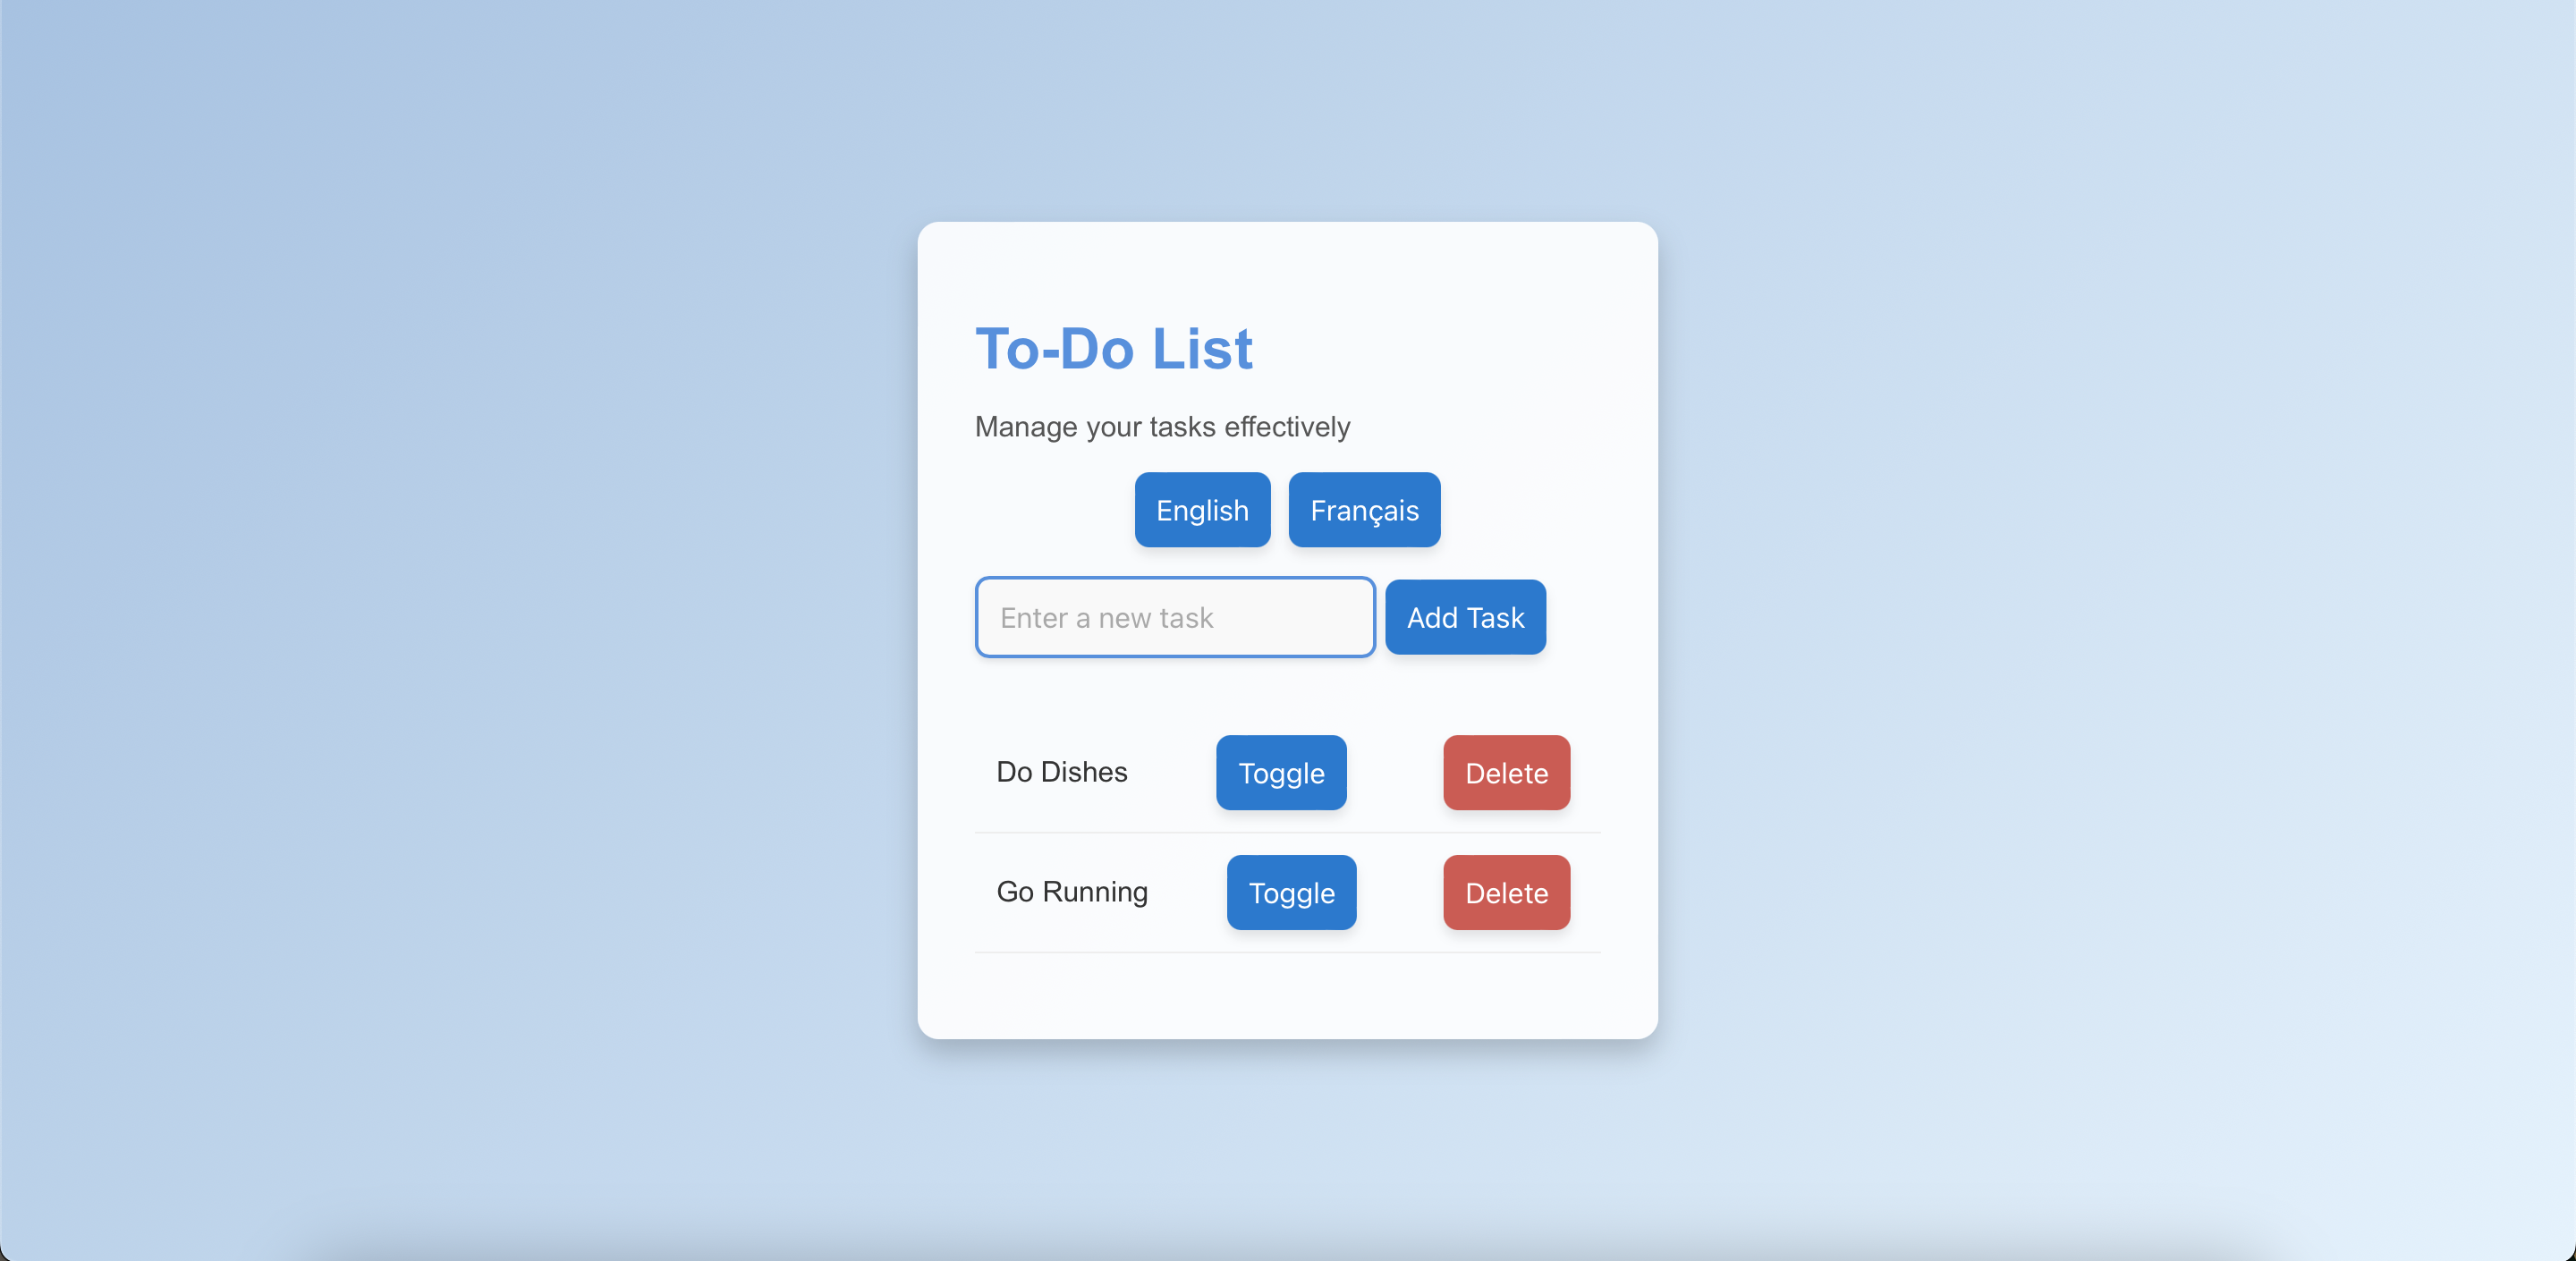 To-Do List
Manage your tasks effectively
English Français
Enter a new task Add Task
Do Dishes Toggle Delete
Go Running Toggle Delete